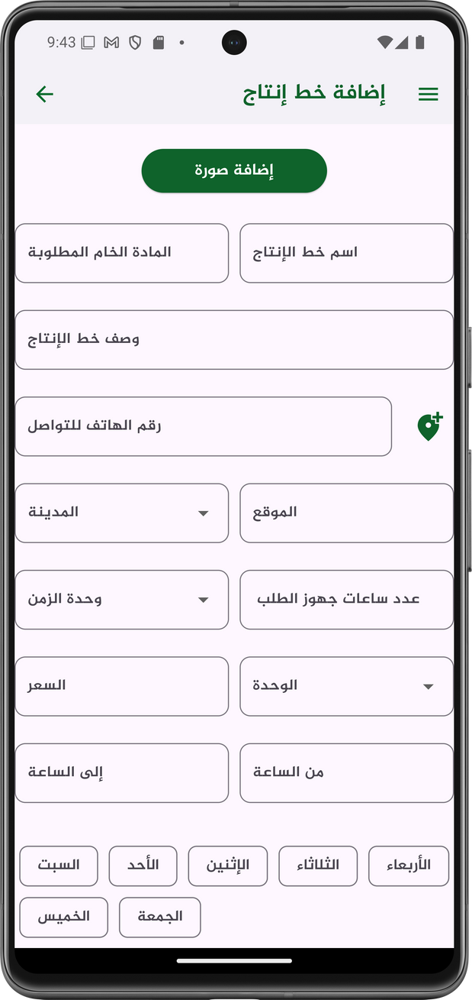 9:43
إضافة خط إنتاج
إضافة صورة
اسم خط الإنتاج
المادة الخام المطلوبة
وصف خط الإنتاج
رقم الهاتف للتواصل
الموقع
المدينة
عدد ساعات جهوز الطلب
وحدة الزمن
الوحدة
السعر
من الساعة
إلى الساعة
السبت الأحد الإثنين الثلاثاء الأربعاء
الخميس الجمعة